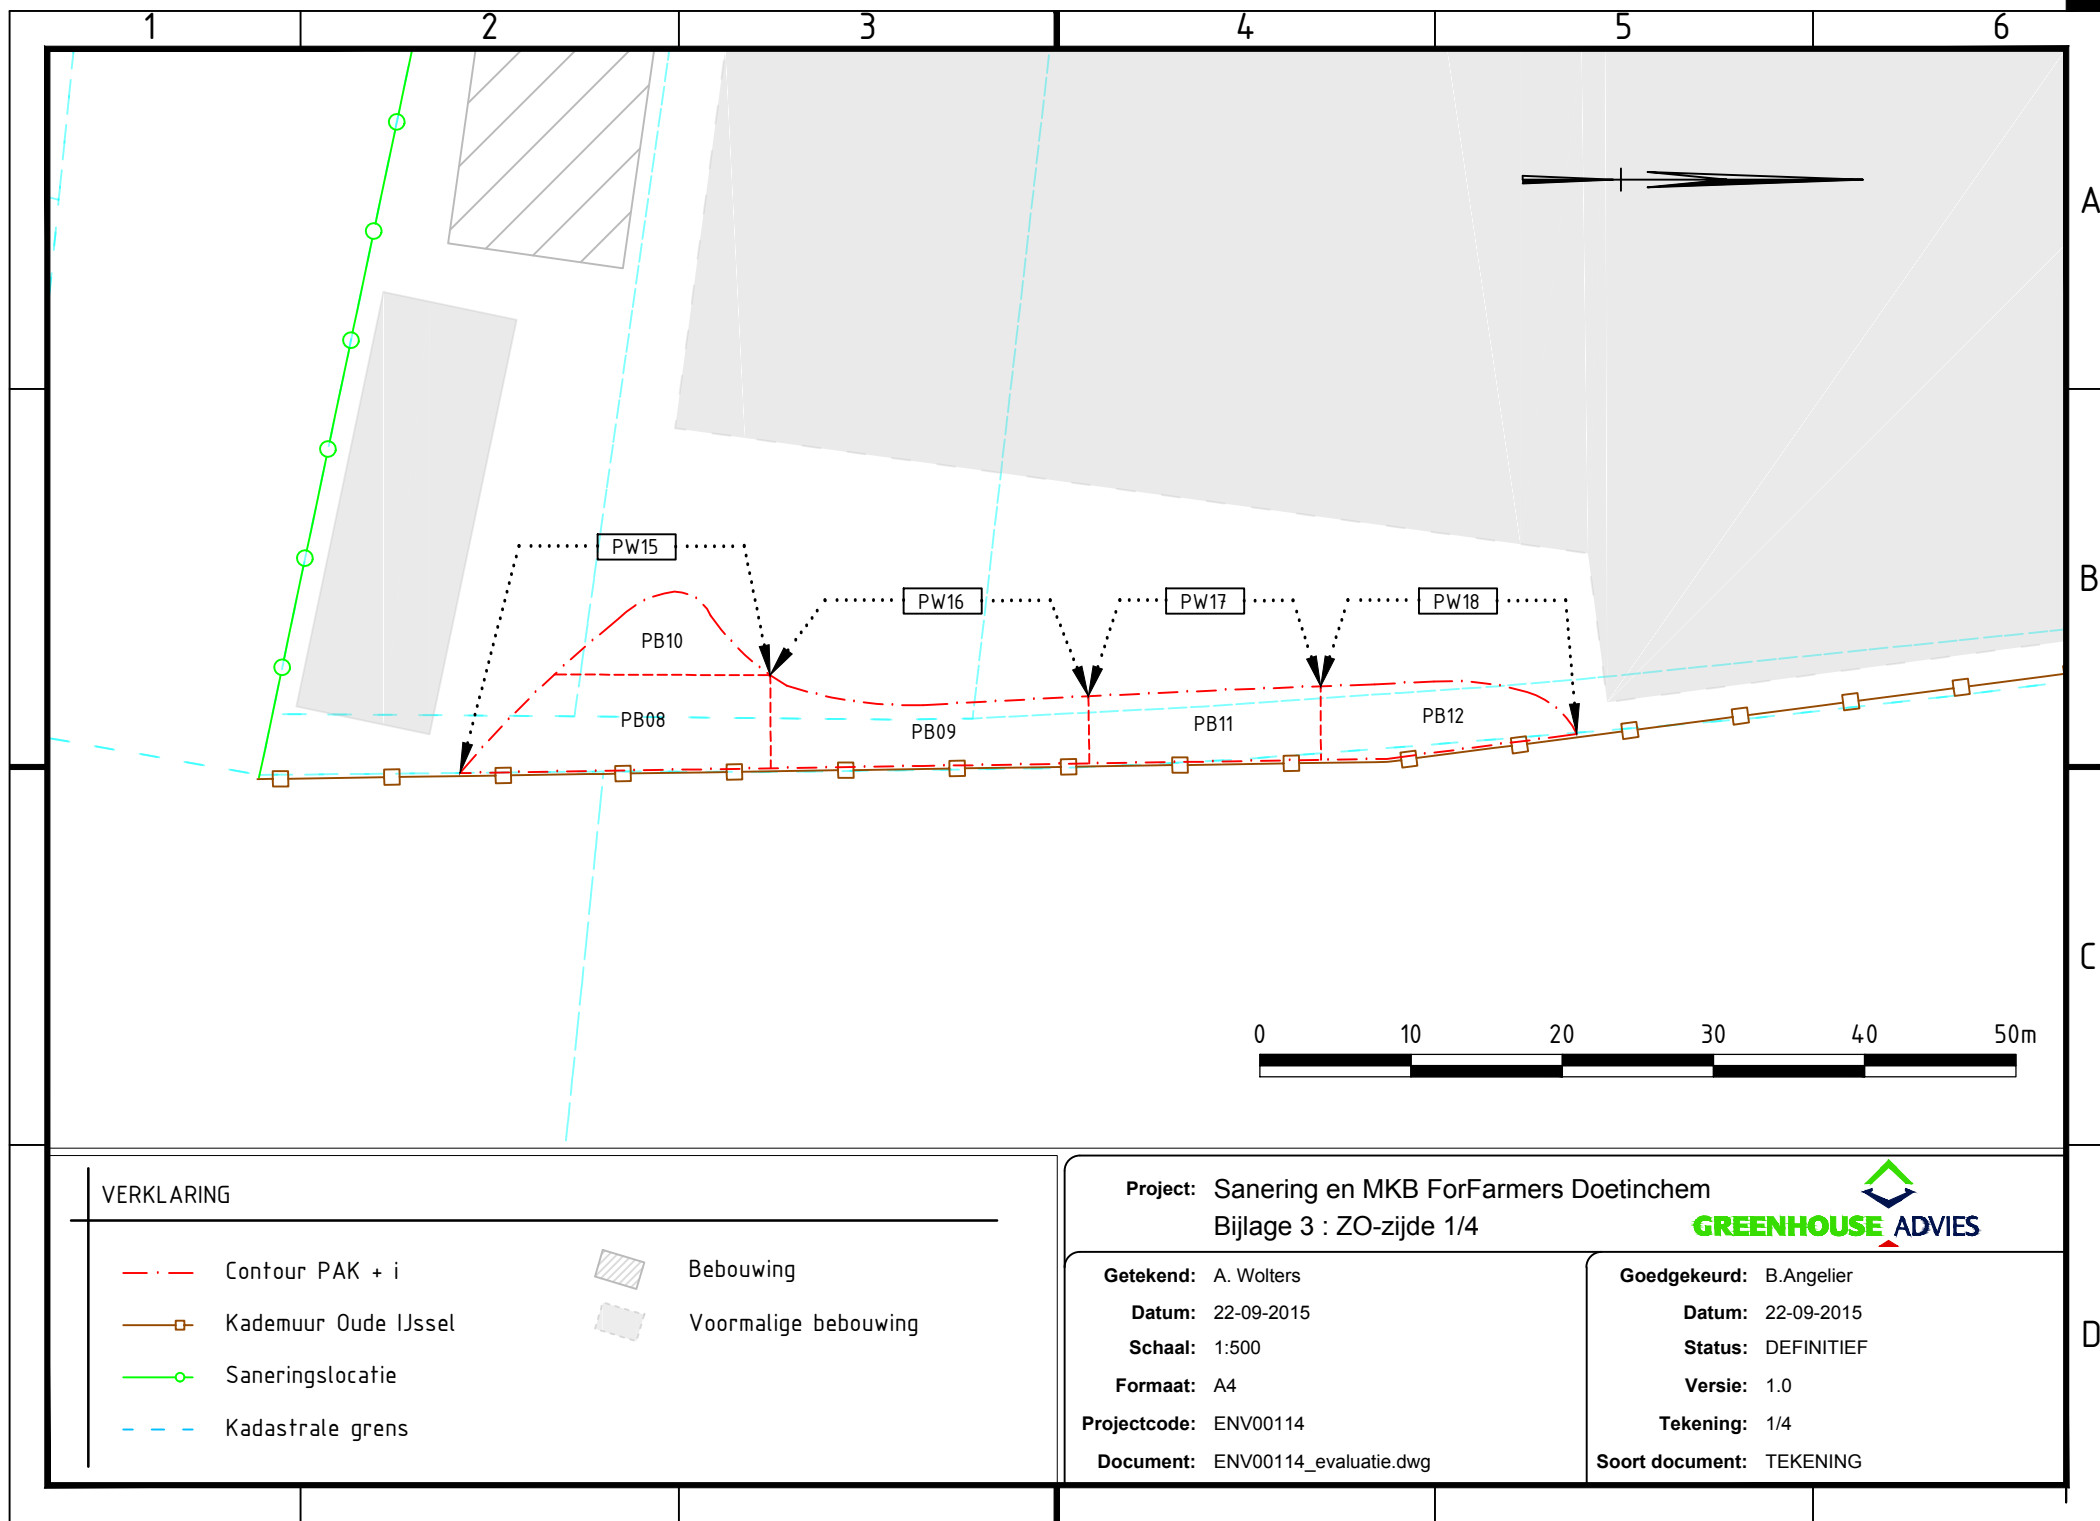 1 2 3 4 5 6
A
B
C
D
PW15
PW16
PW17
PW18
PB10
PB08
PB09
PB11
PB12
0 10 20 30 40 50m
VERKLARING
Contour PAK + i
Kademuur Oude IJssel
Saneringslocatie
Kadastrale grens
Bebouwing
Voormalige bebouwing
Project: Sanering en MKB ForFarmers Doetinchem
Bijlage 3 : ZO-zijde 1/4
GREENHOUSE ADVIES
Getekend: A. Wolters
Datum: 22-09-2015
Schaal: 1:500
Formaat: A4
Projectcode: ENV00114
Document: ENV00114_evaluatie.dwg
Goedgekeurd: B.Angelier
Datum: 22-09-2015
Status: DEFINITIEF
Versie: 1.0
Tekening: 1/4
Soort document: TEKENING